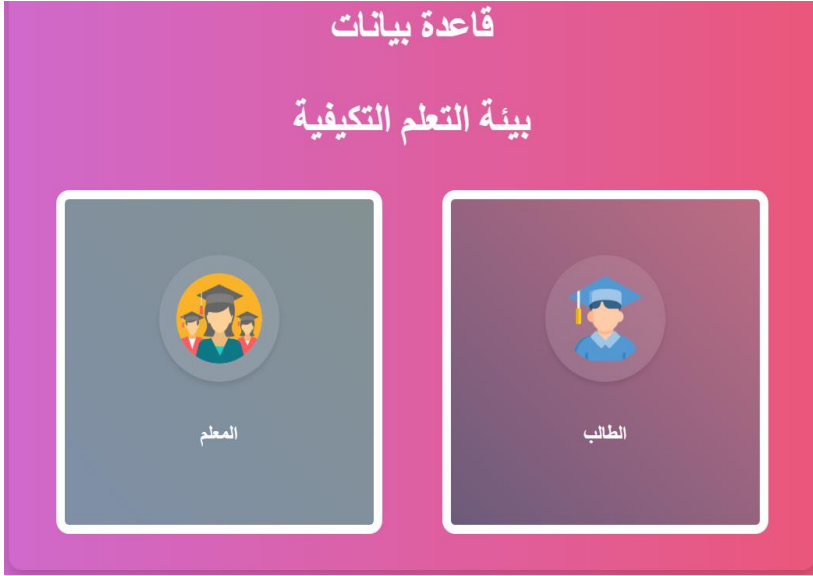 قاعدة بيانات
بيئة التعلم التكيفية
الطالب
المعلم